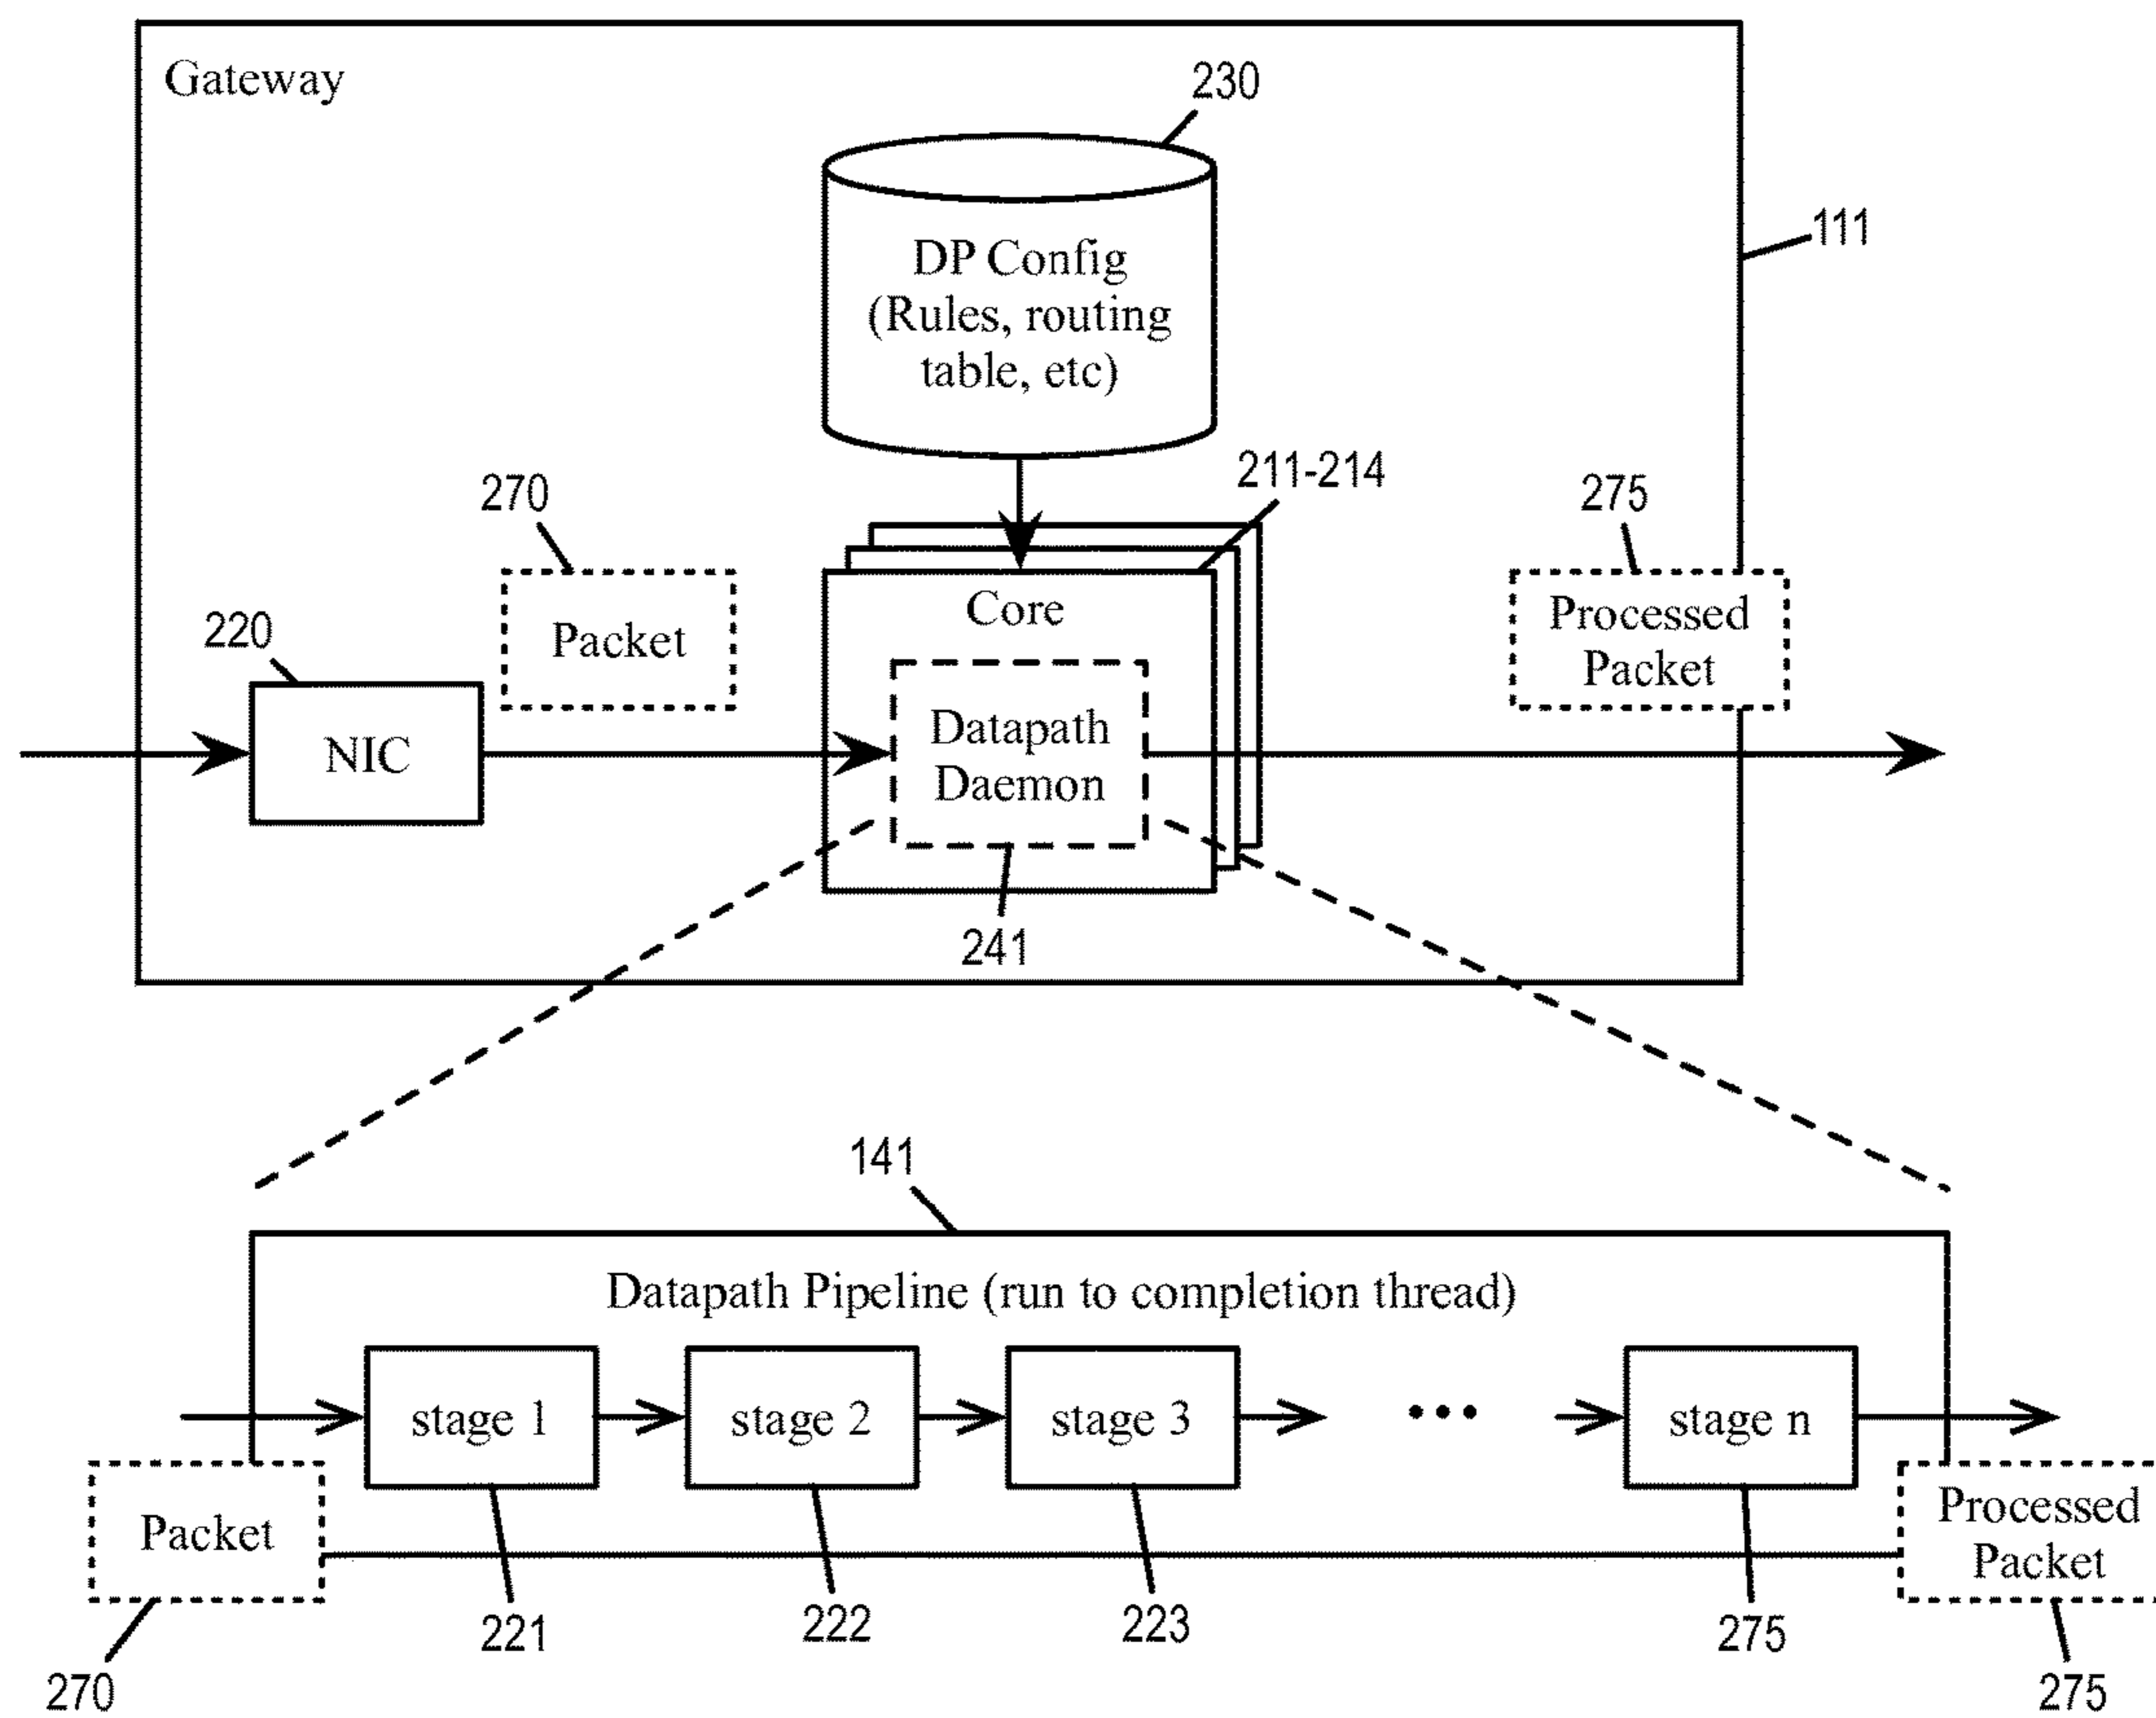 Gateway
230
DP Config
(Rules, routing
table, etc)
111
211-214
270
275
Packet
Core
Processed
Packet
220
NIC
Datapath
Daemon
241
141
Datapath Pipeline (run to completion thread)
stage 1
stage 2
stage 3
•••
stage n
Packet
Processed
Packet
221
222
223
275
270
275